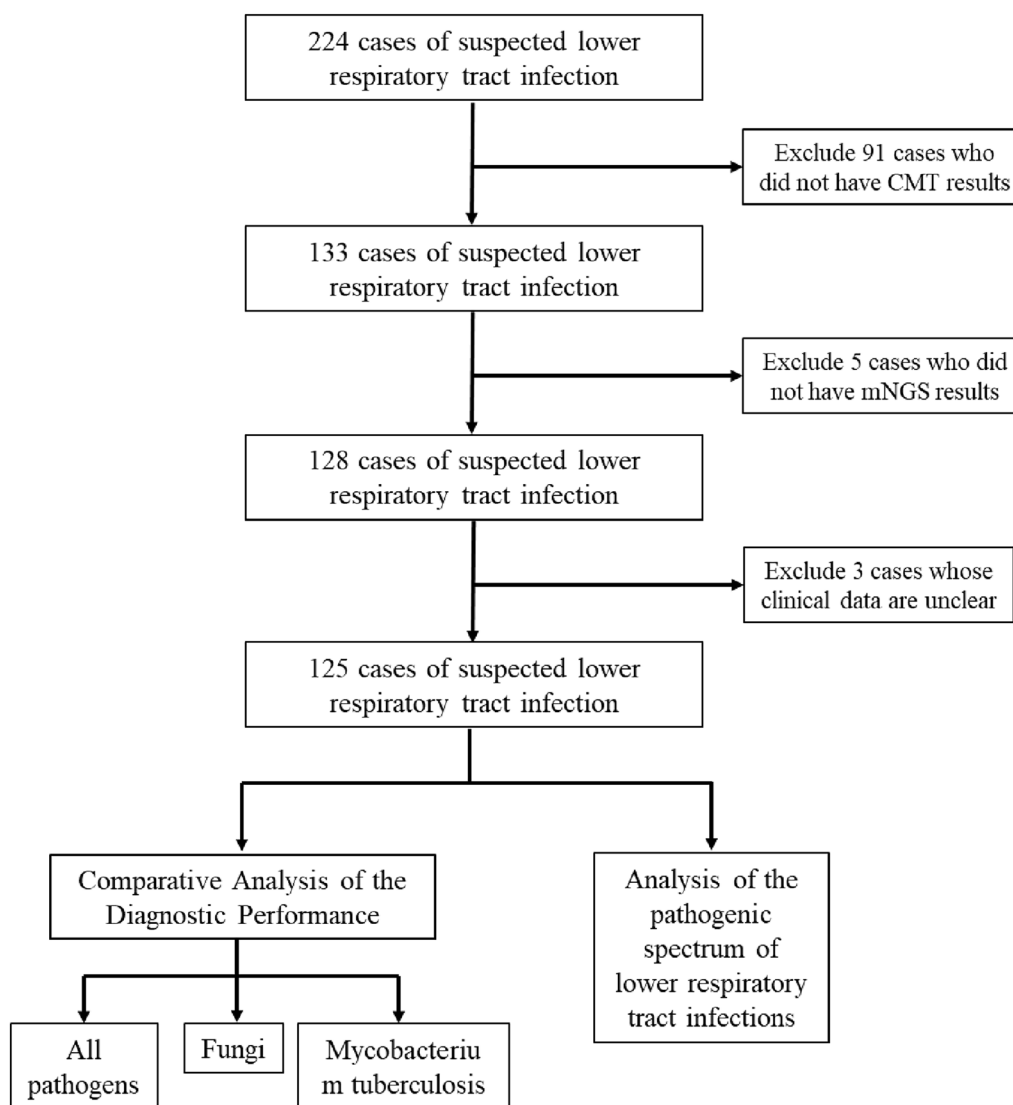 224 cases of suspected lower
respiratory tract infection
Exclude 91 cases who
did not have CMT results
133 cases of suspected lower
respiratory tract infection
Exclude 5 cases who did
not have mNGS results
128 cases of suspected lower
respiratory tract infection
Exclude 3 cases whose
clinical data are unclear
125 cases of suspected lower
respiratory tract infection
Comparative Analysis of the
Diagnostic Performance
Analysis of the
pathogenic
spectrum of
lower respiratory
tract infections
All
pathogens
Fungi
Mycobacteriu
m tuberculosis